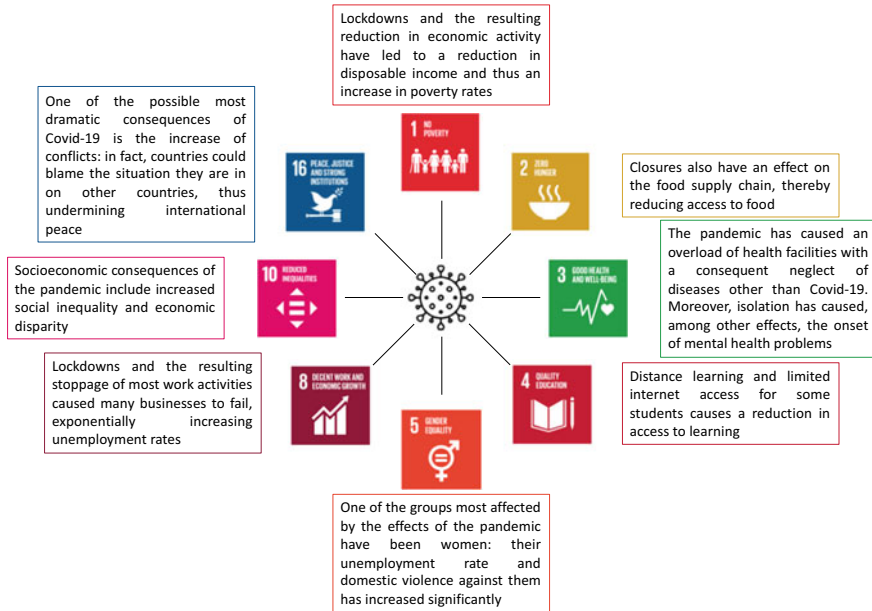 Lockdowns and the resulting
reduction in economic activity
have led to a reduction in
disposable income and thus an
increase in poverty rates
1 NO
POVERTY
One of the possible most
dramatic consequences of
Covid-19 is the increase of
conflicts: in fact, countries could
blame the situation they are in
on other countries, thus
undermining international
peace
16 PEACE, JUSTICE
AND STRONG
INSTITUTIONS
2 ZERO
HUNGER
Closures also have an effect on
the food supply chain, thereby
reducing access to food
Socioeconomic consequences of
the pandemic include increased
social inequality and economic
disparity
10 REDUCED
INEQUALITIES
3 GOOD HEALTH
AND WELL-BEING
The pandemic has caused an
overload of health facilities with
a consequent neglect of
diseases other than Covid-19.
Moreover, isolation has caused,
among other effects, the onset
of mental health problems
Lockdowns and the resulting
stoppage of most work activities
caused many businesses to fail,
exponentially increasing
unemployment rates
8 DECENT WORK AND
ECONOMIC GROWTH
4 QUALITY
EDUCATION
Distance learning and limited
internet access for some
students causes a reduction in
access to learning
5 GENDER
EQUALITY
One of the groups most affected
by the effects of the pandemic
have been women: their
unemployment rate and
domestic violence against them
has increased significantly